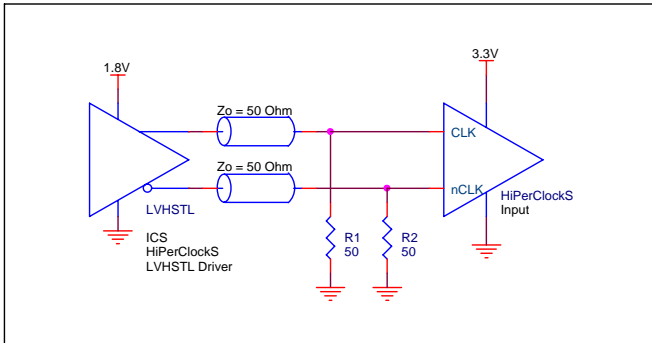 1.8V
3.3V
Zo = 50 Ohm
CLK
Zo = 50 Ohm
nCLK
LVHSTL
HiPerClockS
Input
ICS
HiPerClockS
LVHSTL Driver
R1
50
R2
50